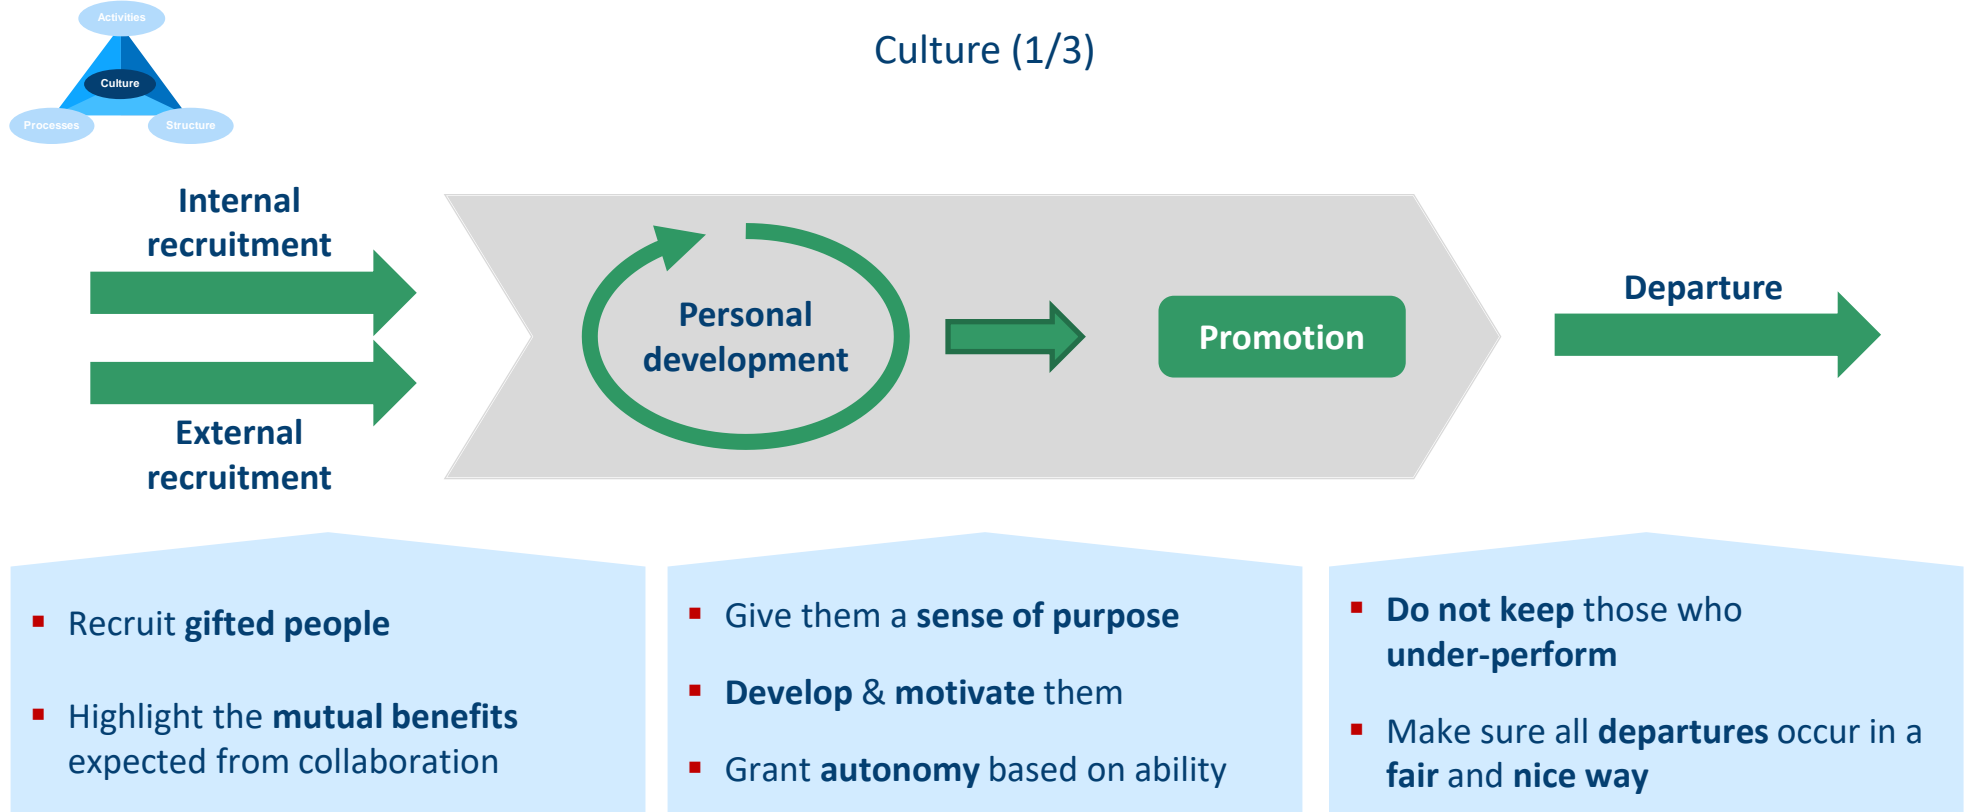 Activities
Culture
Processes
Structure
Culture (1/3)
Internal
recruitment
External
recruitment
Personal
development
Promotion
Departure
▪ Recruit gifted people
▪ Highlight the mutual benefits
expected from collaboration
▪ Give them a sense of purpose
▪ Develop & motivate them
▪ Grant autonomy based on ability
▪ Do not keep those who
under-perform
▪ Make sure all departures occur in a
fair and nice way